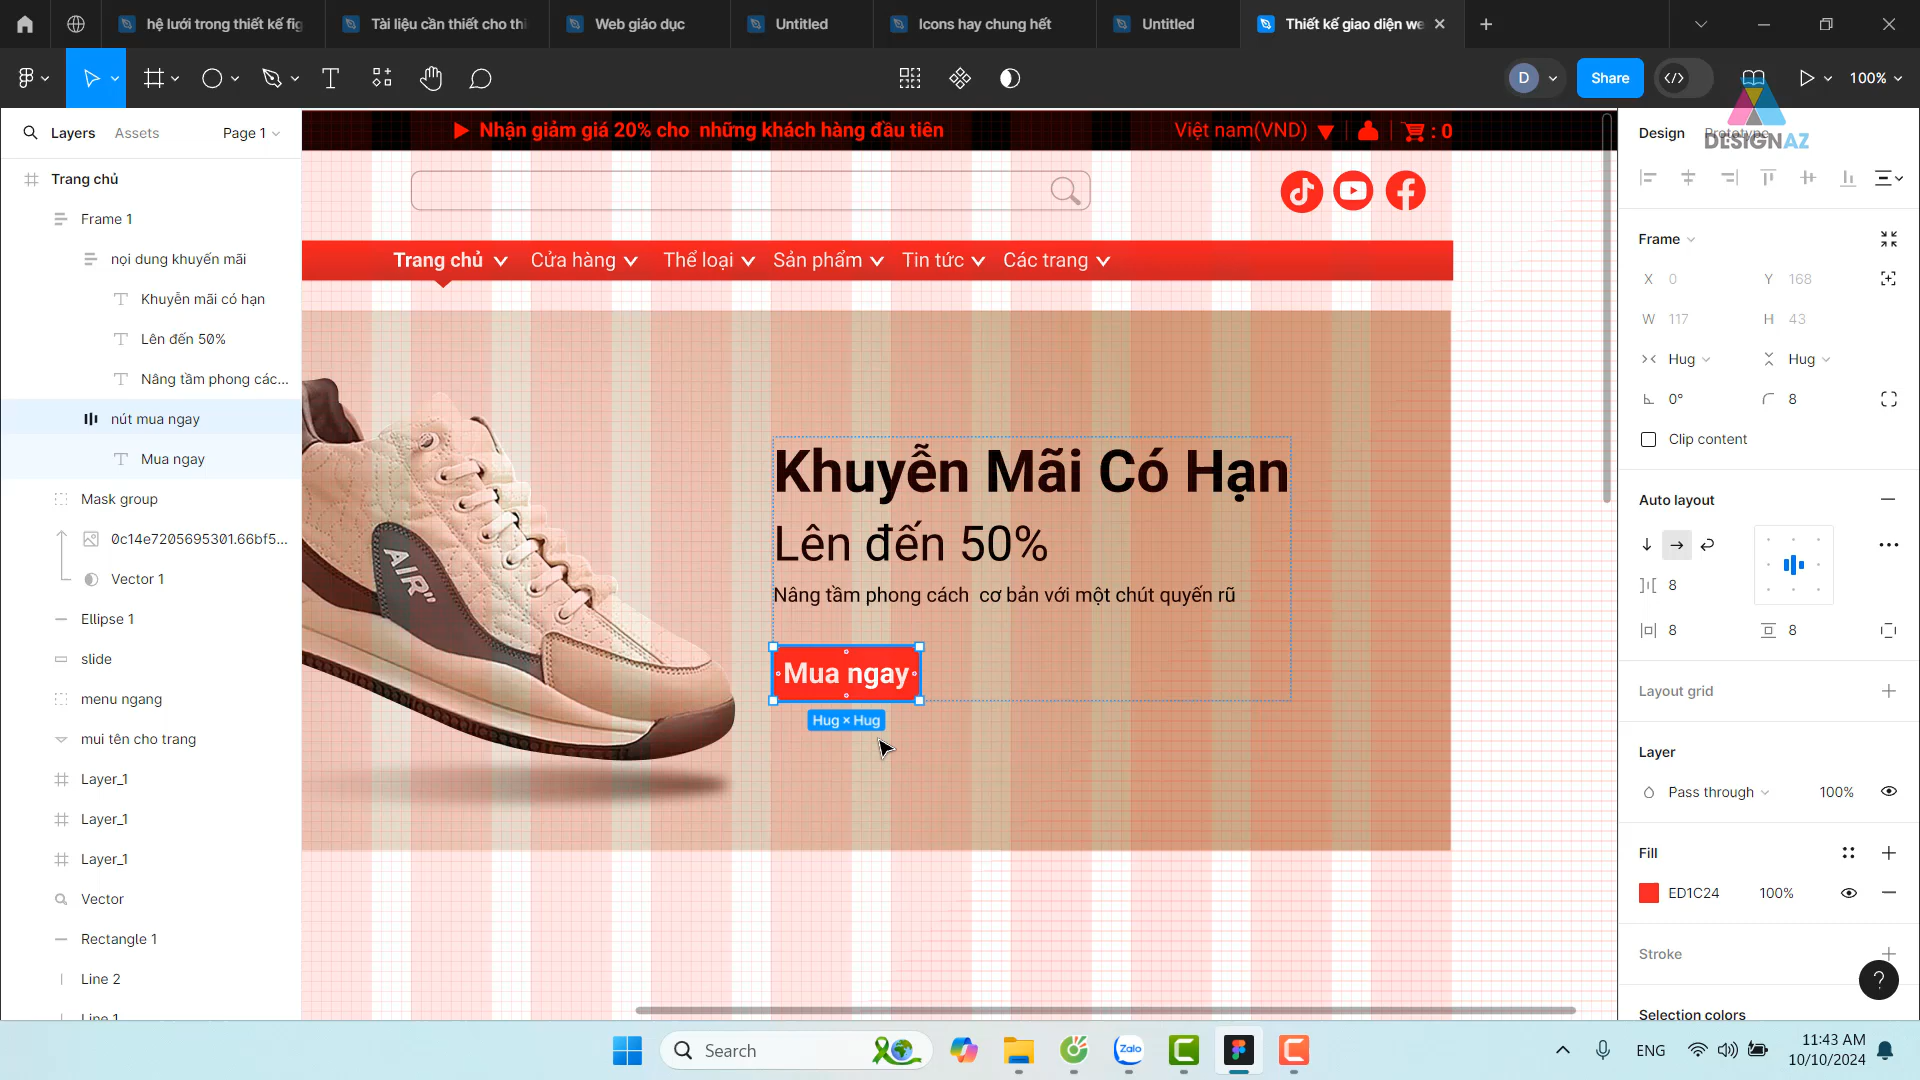 hệ lưới trong thiết kế fig
Tài liệu cần thiết cho thi
Web giáo dục
Untitled
Icons hay chung hết
Untitled
Thiết kế giao diện we
D
Share
100%
Layers
Assets
Page 1
Trang chủ
Frame 1
nọi dung khuyến mãi
Khuyễn mãi có hạn
Lên đến 50%
Nâng tầm phong các...
nút mua ngay
Mua ngay
Mask group
0c14e7205695301.66bf5...
Vector 1
Ellipse 1
slide
menu ngang
mui tên cho trang
Layer_1
Layer_1
Layer_1
Vector
Rectangle 1
Line 2
Line 1
Nhận giảm giá 20% cho  những khách hàng đầu tiên
Việt nam(VND)
: 0
Trang chủ
Cửa hàng
Thể loại
Sản phẩm
Tin tức
Các trang
AIR"
Khuyễn Mãi Có Hạn
Lên đến 50%
Nâng tầm phong cách  cơ bản với một chút quyến rũ
Mua ngay
Hug × Hug
Design
Prototype
DESIGNAZ
Frame
X 0
Y 168
W 117
H 43
Hug
Hug
0°
8
Clip content
Auto layout
8
8
8
Layout grid
Layer
Pass through
100%
Fill
ED1C24
100%
Stroke
?
Selection colors
Search
Zalo
ENG
11:43 AM
10/10/2024